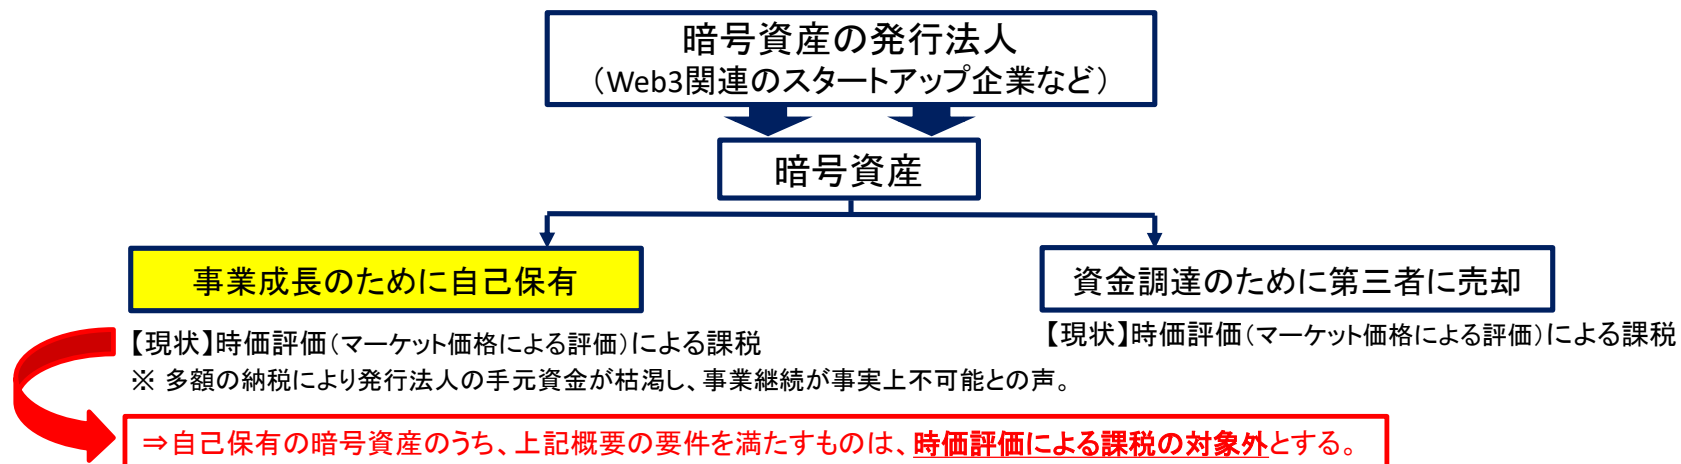 暗号資産の発行法人
（Web3関連のスタートアップ企業など）
暗号資産
事業成長のために自己保有
資金調達のために第三者に売却
【現状】時価評価（マーケット価格による評価）による課税
【現状】時価評価（マーケット価格による評価）による課税
※ 多額の納税により発行法人の手元資金が枯渇し、事業継続が事実上不可能との声。
⇒自己保有の暗号資産のうち、上記概要の要件を満たすものは、時価評価による課税の対象外とする。